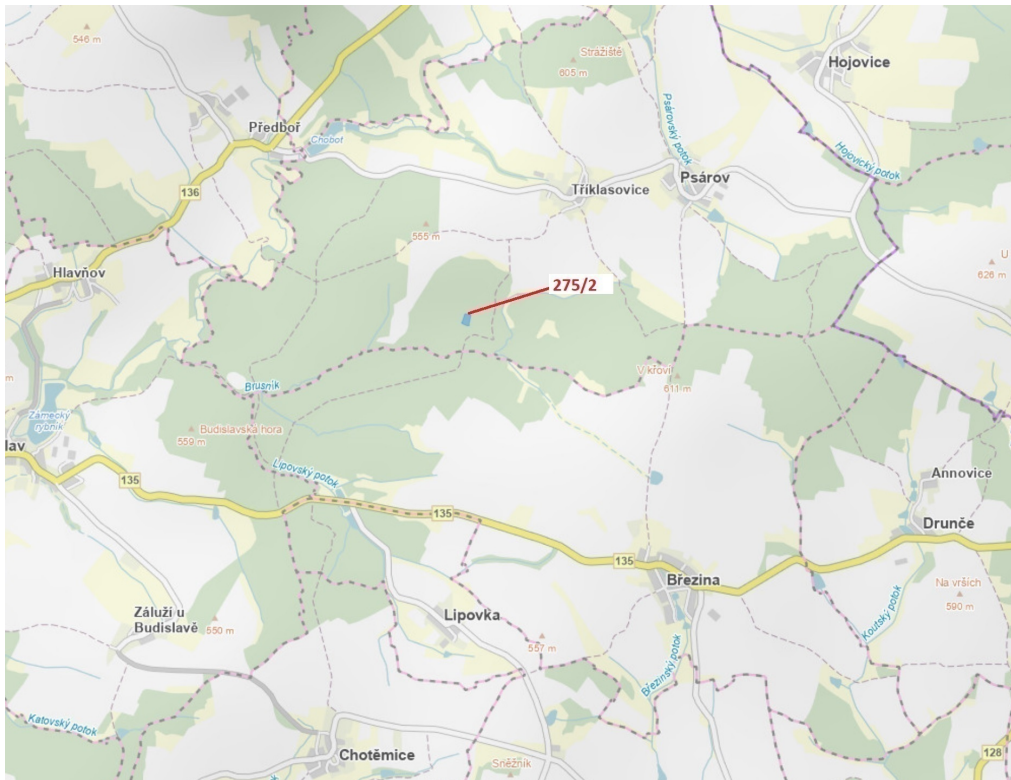 546 m
Strážiště
605 m
Hojovice
Předboř
Chobot
Psárovský potok
Hojovický potok
136
Tříklasovice
Psárov
555 m
Hlavňov
U
626 m
275/2
m
Brusník
V křoví
611 m
Zámecký
rybník
559 m
Budislavská hora
lav
Lipovský potok
135
Annovice
135
Drunče
135
Březina
Na vrších
590 m
Záluží u
Budislavě
550 m
Lipovka
Koutský potok
557 m
Březinský potok
Katovský potok
Chotěmice
Sněžník
128